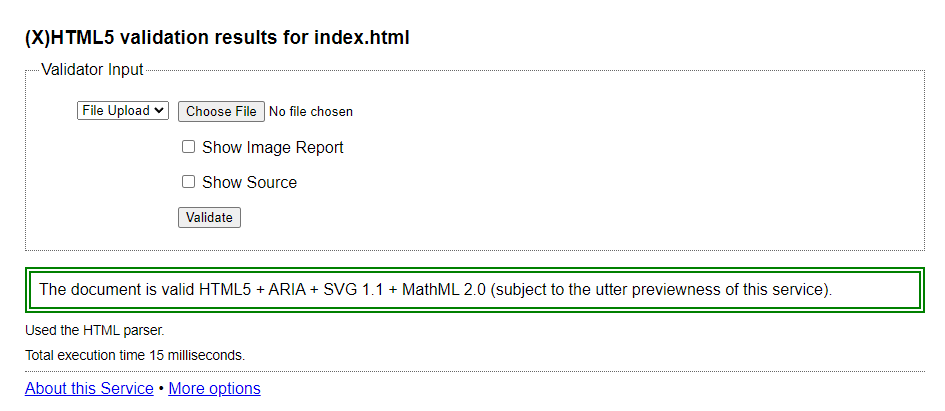 (X)HTML5 validation results for index.html
Validator Input
File Upload Choose File No file chosen
Show Image Report
Show Source
Validate
The document is valid HTML5 + ARIA + SVG 1.1 + MathML 2.0 (subject to the utter previewness of this service).
Used the HTML parser.
Total execution time 15 milliseconds.
About this Service • More options